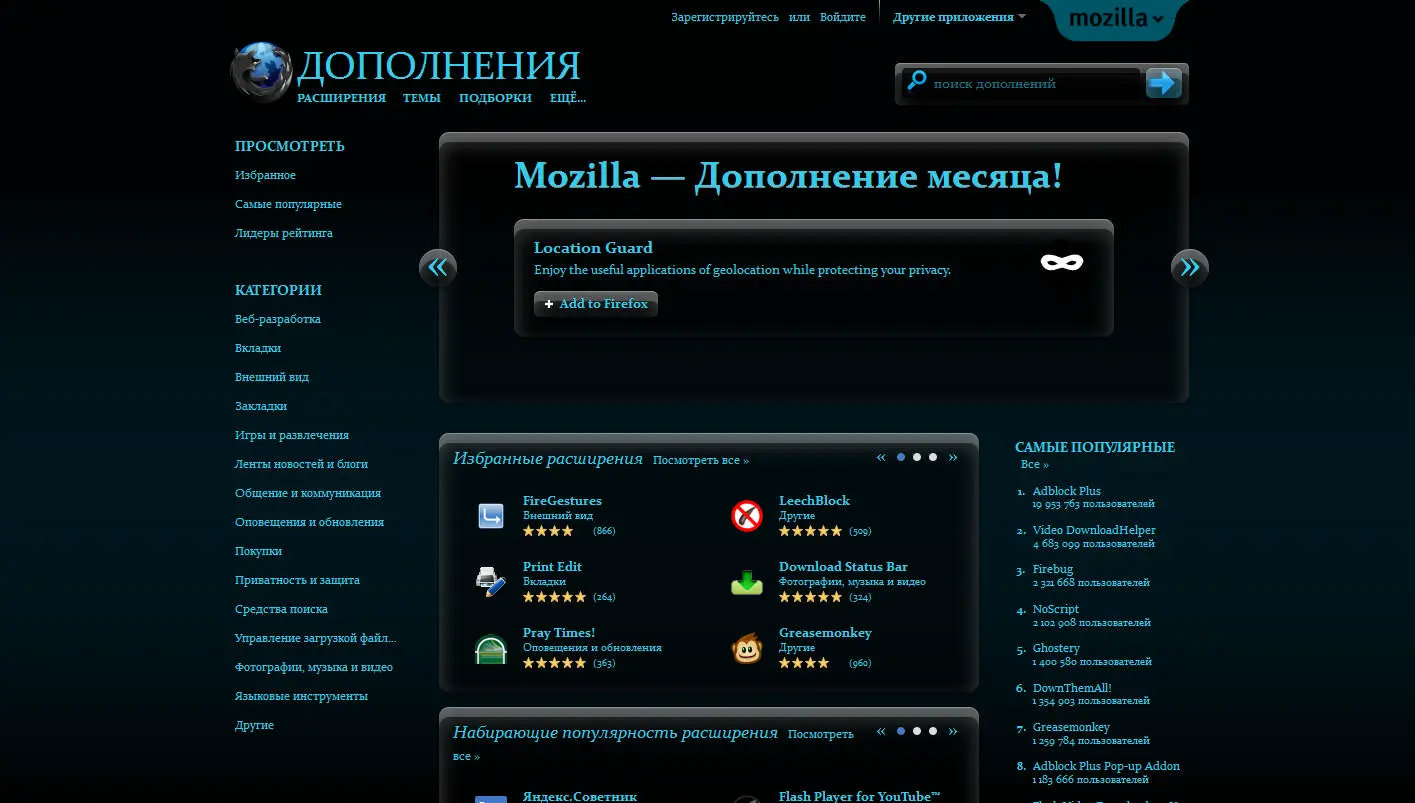 Зарегистрируйтесь или Войдите
Другие приложения
mozilla
ДОПОЛНЕНИЯ
РАСШИРЕНИЯ ТЕМЫ ПОДБОРКИ ЕЩЁ...
поиск дополнений
ПРОСМОТРЕТЬ
Избранное
Самые популярные
Лидеры рейтинга
КАТЕГОРИИ
Веб-разработка
Вкладки
Внешний вид
Закладки
Игры и развлечения
Ленты новостей и блоги
Общение и коммуникация
Оповещения и обновления
Покупки
Приватность и защита
Средства поиска
Управление загрузкой файл...
Фотографии, музыка и видео
Языковые инструменты
Другие
Mozilla — Дополнение месяца!
Location Guard
Enjoy the useful applications of geolocation while protecting your privacy.
+ Add to Firefox
«
»
Избранные расширения Посмотреть все »
« »
FireGestures
Внешний вид
(866)
LeechBlock
Другие
(509)
Print Edit
Вкладки
(264)
Download Status Bar
Фотографии, музыка и видео
(324)
Pray Times!
Оповещения и обновления
(363)
Greasemonkey
Другие
(960)
Набирающие популярность расширения Посмотреть
все »
« »
Яндекс.Советник
Flash Player for YouTube™
САМЫЕ ПОПУЛЯРНЫЕ
Все »
1. Adblock Plus
19 953 763 пользователей
2. Video DownloadHelper
4 683 099 пользователей
3. Firebug
2 321 668 пользователей
4. NoScript
2 102 908 пользователей
5. Ghostery
1 400 580 пользователей
6. DownThemAll!
1 354 903 пользователей
7. Greasemonkey
1 259 784 пользователей
8. Adblock Plus Pop-up Addon
1 183 666 пользователей